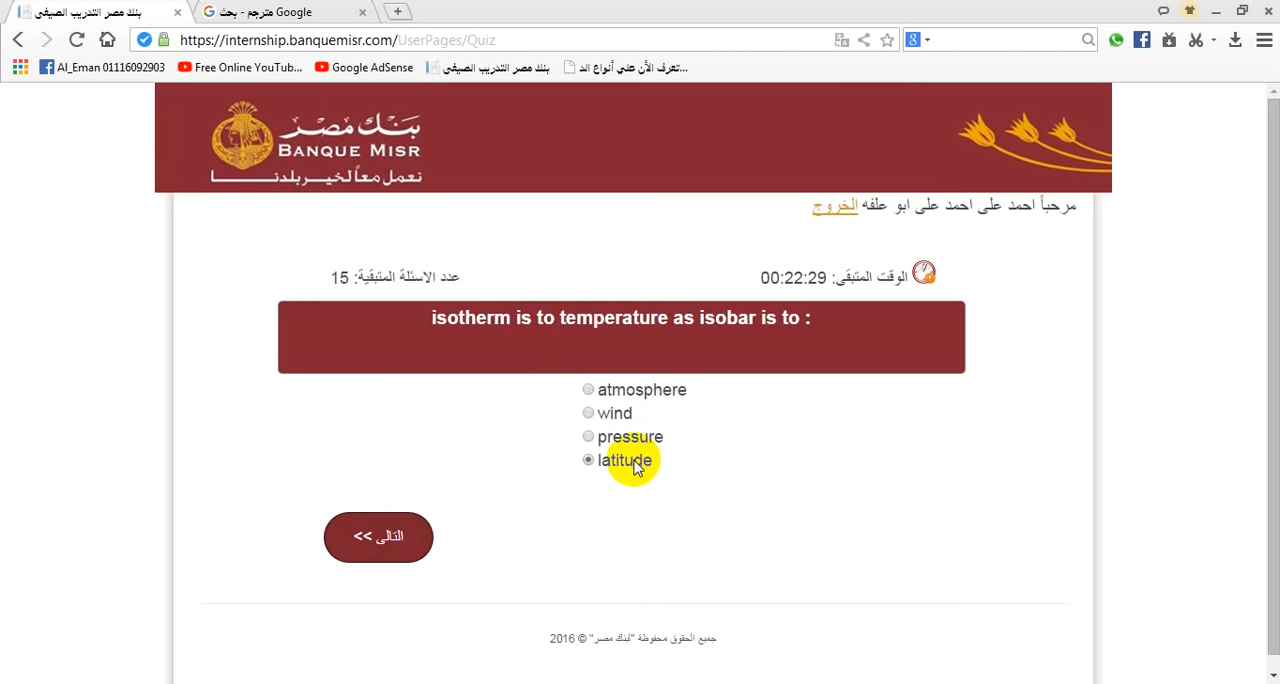 بنك مصر التدريب الصيفى
مترجم - بحث Google
https://internship.banquemisr.com/UserPages/Quiz
Al_Eman 01116092903
Free Online YouTub...
Google AdSense
بنك مصر التدريب الصيفى
تعرف الأن علي أنواع الد...
بنك مصر
BANQUE MISR
نعمل معاً لخير بلدنا
مرحباً احمد على احمد على ابو علفه الخروج
الوقت المتبقى: 00:22:29
عدد الاسئلة المتبقية: 15
isotherm is to temperature as isobar is to :
atmosphere
wind
pressure
latitude
التالى >>
جميع الحقوق محفوظة "لبنك مصر" © 2016